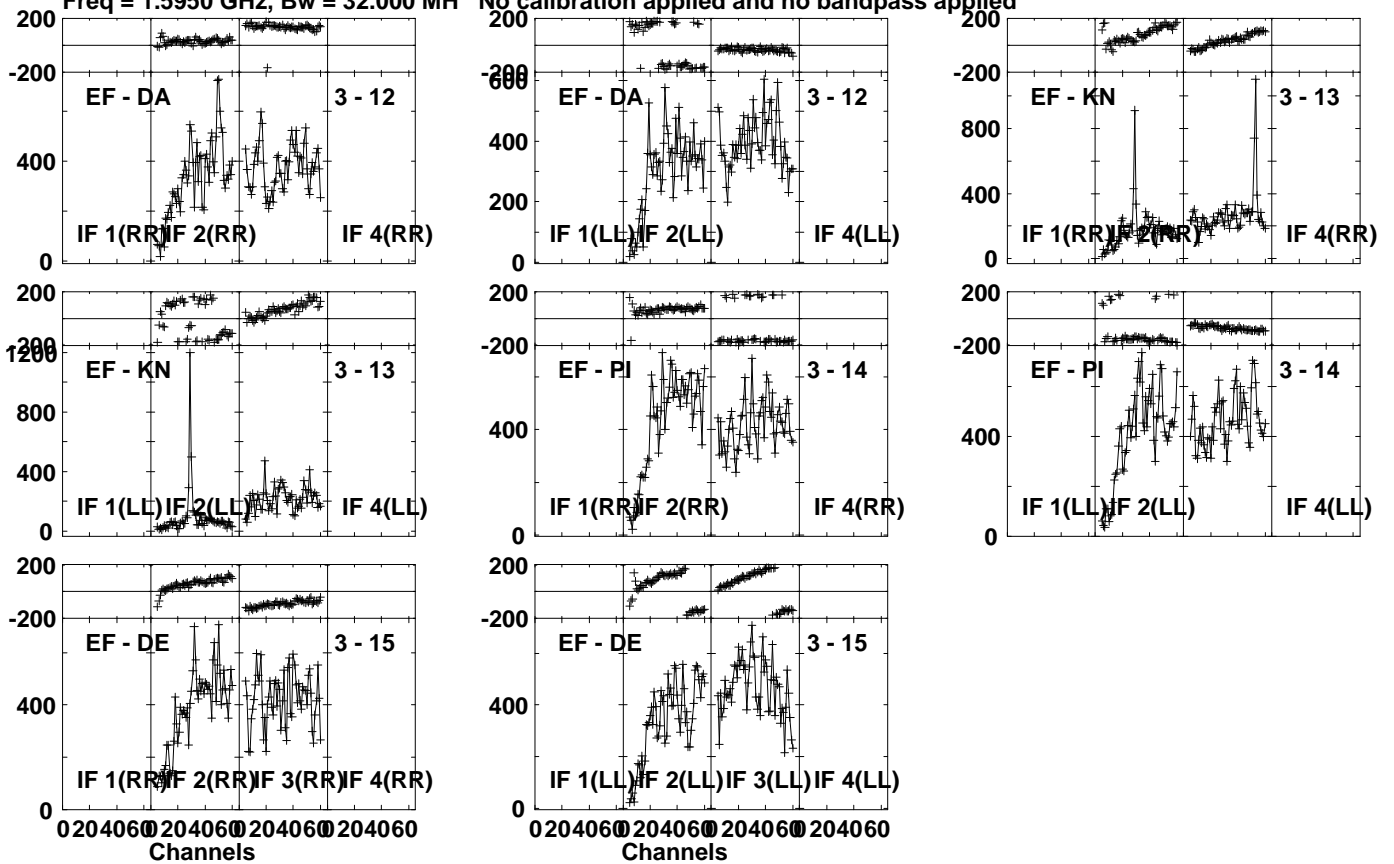 Freq = 1.5950 GHz, Bw = 32.000 MH No calibration applied and no bandpass applied
200
-200
EF - DA 3 - 12
400
IF 1(RR) IF 2(RR) IF 4(RR)
0
200
-200
600
EF - DA 3 - 12
400
300
200
IF 1(LL) IF 2(LL) IF 4(LL)
0
200
-200
EF - KN 3 - 13
800
400
IF 1(RR) IF 2(RR) IF 4(RR)
0
200
-200
1200
EF - KN 3 - 13
800
400
IF 1(LL) IF 2(LL) IF 4(LL)
0
200
-200
EF - PI 3 - 14
400
IF 1(RR) IF 2(RR) IF 4(RR)
0
200
-200
EF - PI 3 - 14
400
IF 1(LL) IF 2(LL) IF 4(LL)
0
200
-200
EF - DE 3 - 15
400
IF 1(RR) IF 2(RR) IF 3(RR) IF 4(RR)
0
0 20 40 60 0 20 40 60 0 20 40 60 0 20 40 60
Channels
200
-200
EF - DE 3 - 15
400
IF 1(LL) IF 2(LL) IF 3(LL) IF 4(LL)
0
0 20 40 60 0 20 40 60 0 20 40 60 0 20 40 60
Channels